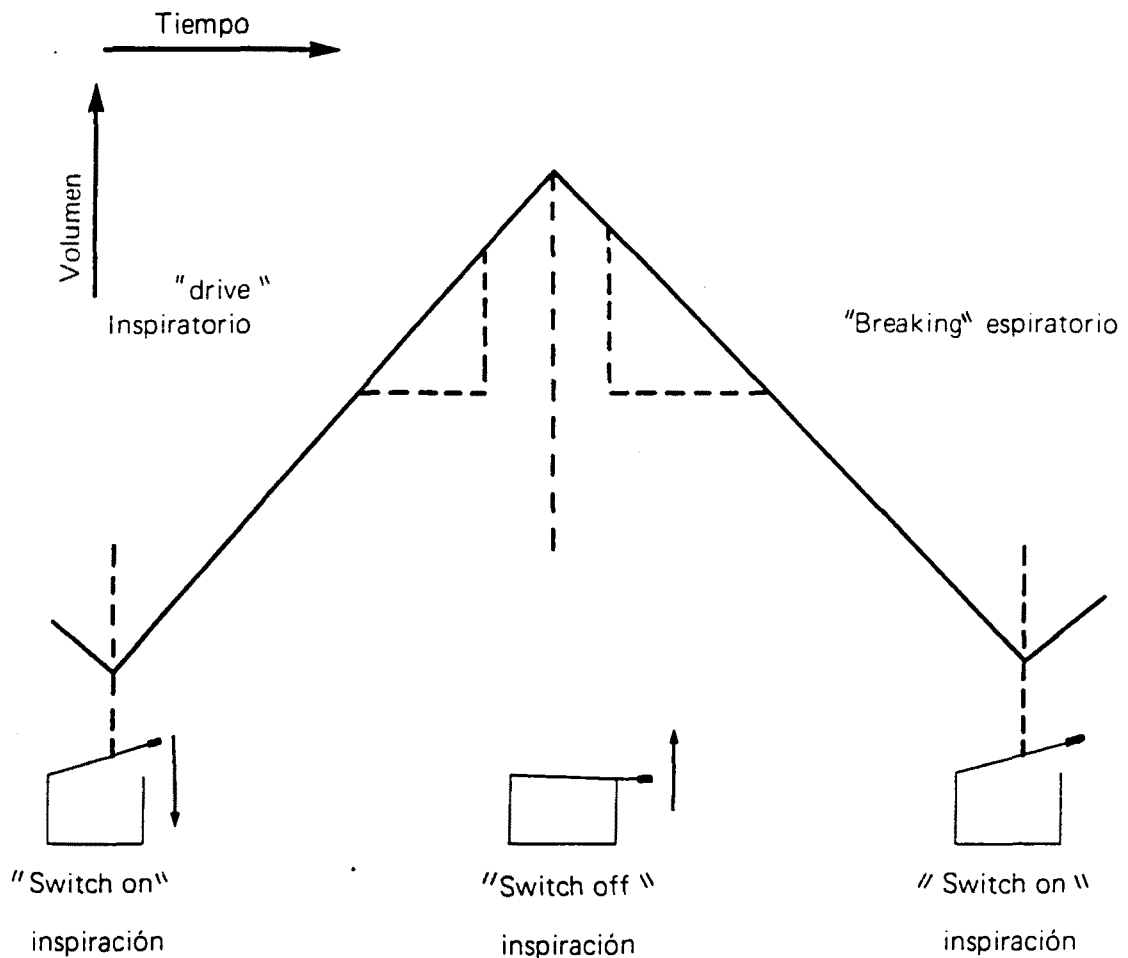 Tiempo
Volumen
"drive"
Inspiratorio
"Breaking" espiratorio
"Switch on"
inspiración
"Switch off"
inspiración
"Switch on"
inspiración